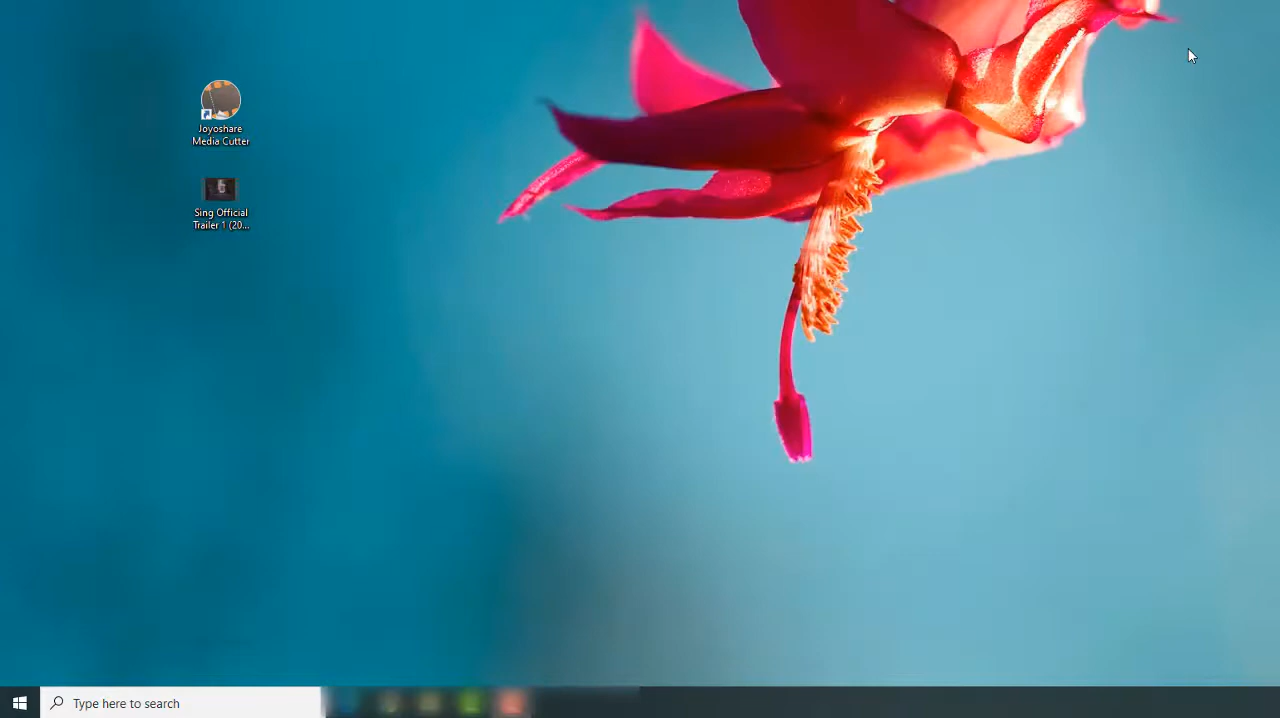 Joyoshare
Media Cutter
Sing Official
Trailer 1 (20...
Type here to search